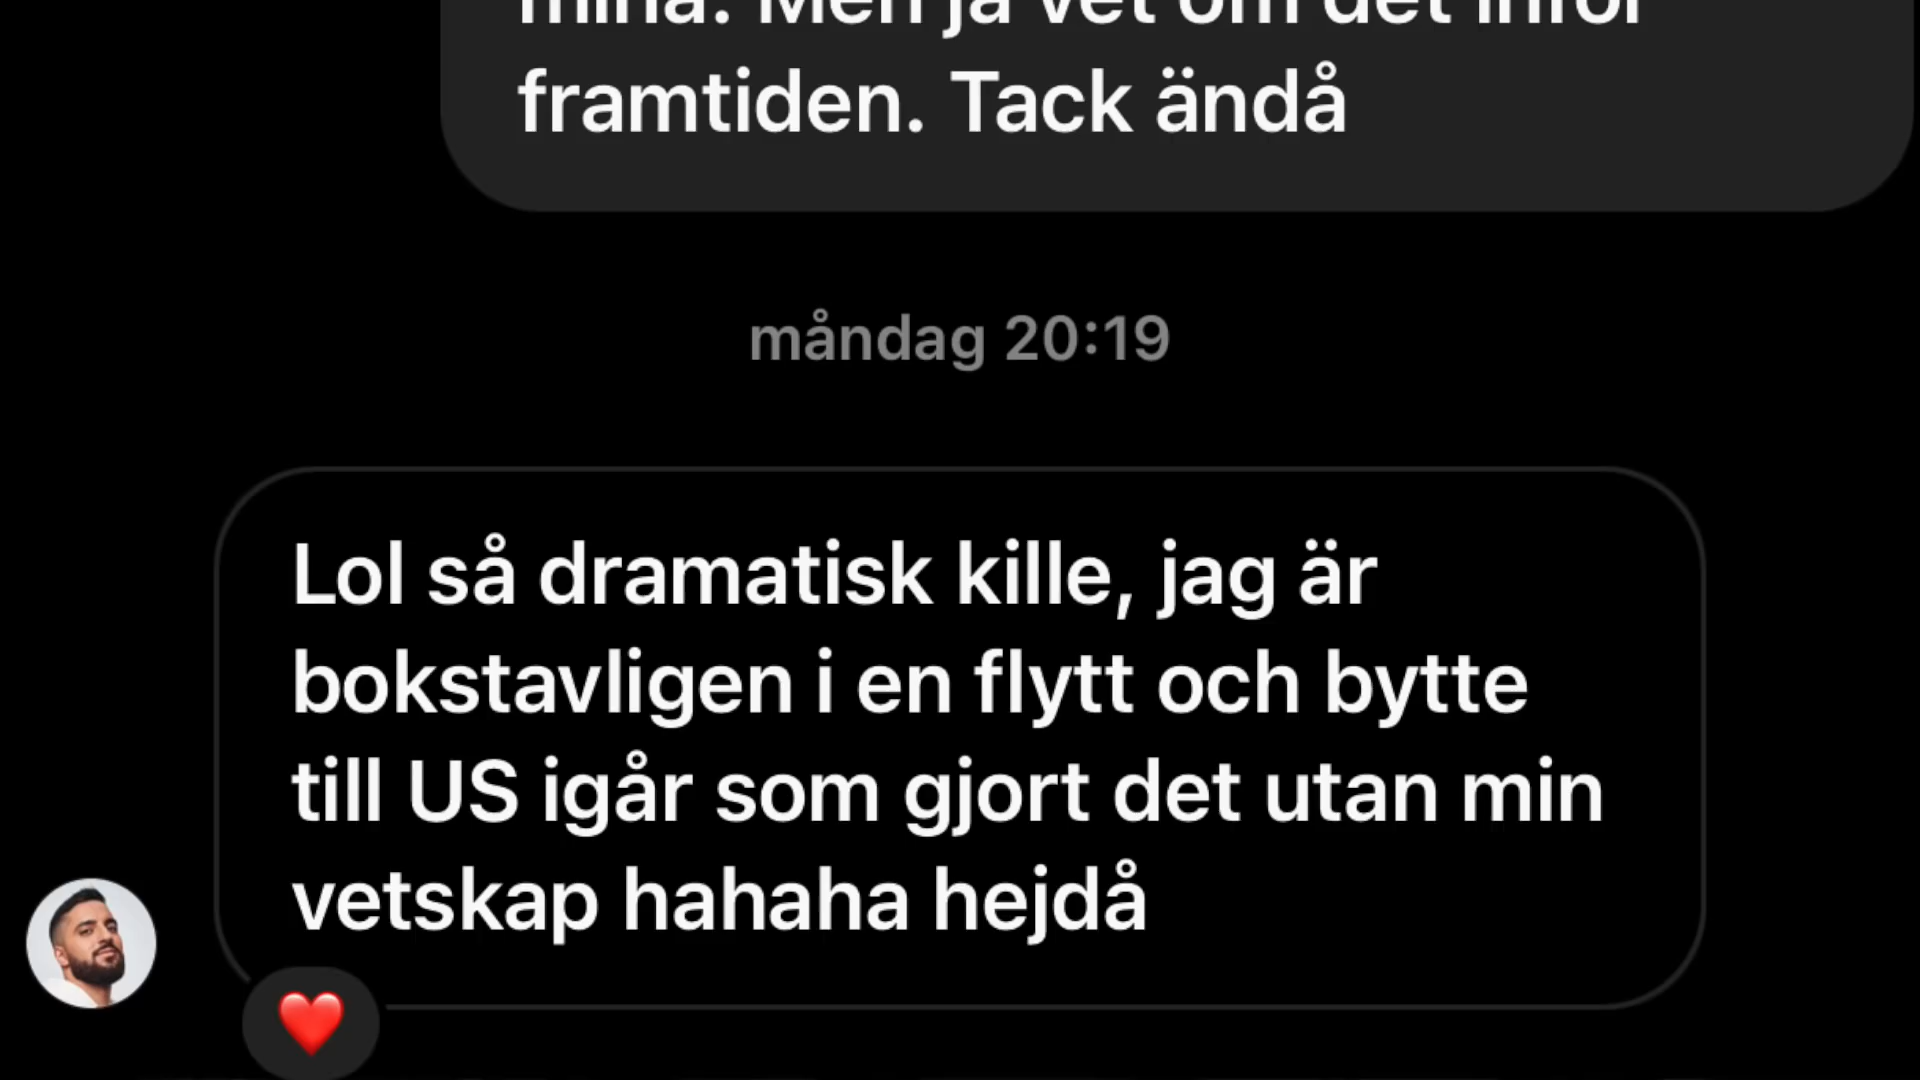 mina. Men ja vet om det inför
framtiden. Tack ändå
måndag 20:19
Lol så dramatisk kille, jag är
bokstavligen i en flytt och bytte
till US igår som gjort det utan min
vetskap hahaha hejdå